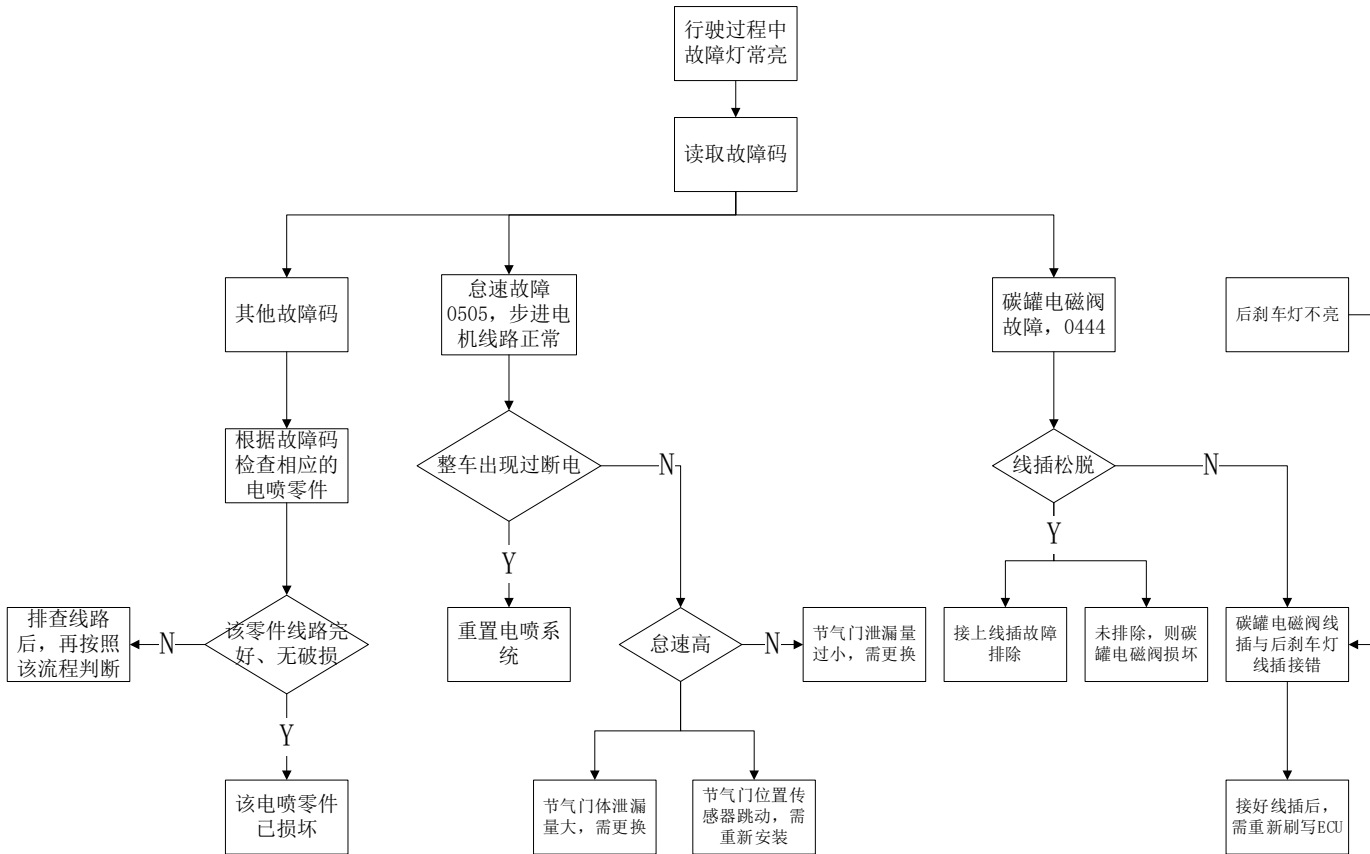 行驶过程中
故障灯常亮
读取故障码
其他故障码
怠速故障
0505，步进电
机线路正常
碳罐电磁阀
故障，0444
后刹车灯不亮
根据故障码
检查相应的
电喷零件
整车出现过断电
N
线插松脱
N
Y
Y
排查线路
后，再按照
该流程判断
N
该零件线路完
好、无破损
重置电喷系
统
怠速高
N
节气门泄漏量
过小，需更换
接上线插故障
排除
未排除，则碳
罐电磁阀损坏
碳罐电磁阀线
插与后刹车灯
线插接错
Y
该电喷零件
已损坏
节气门体泄漏
量大，需更换
节气门位置传
感器跳动，需
重新安装
接好线插后，
需重新刷写ECU